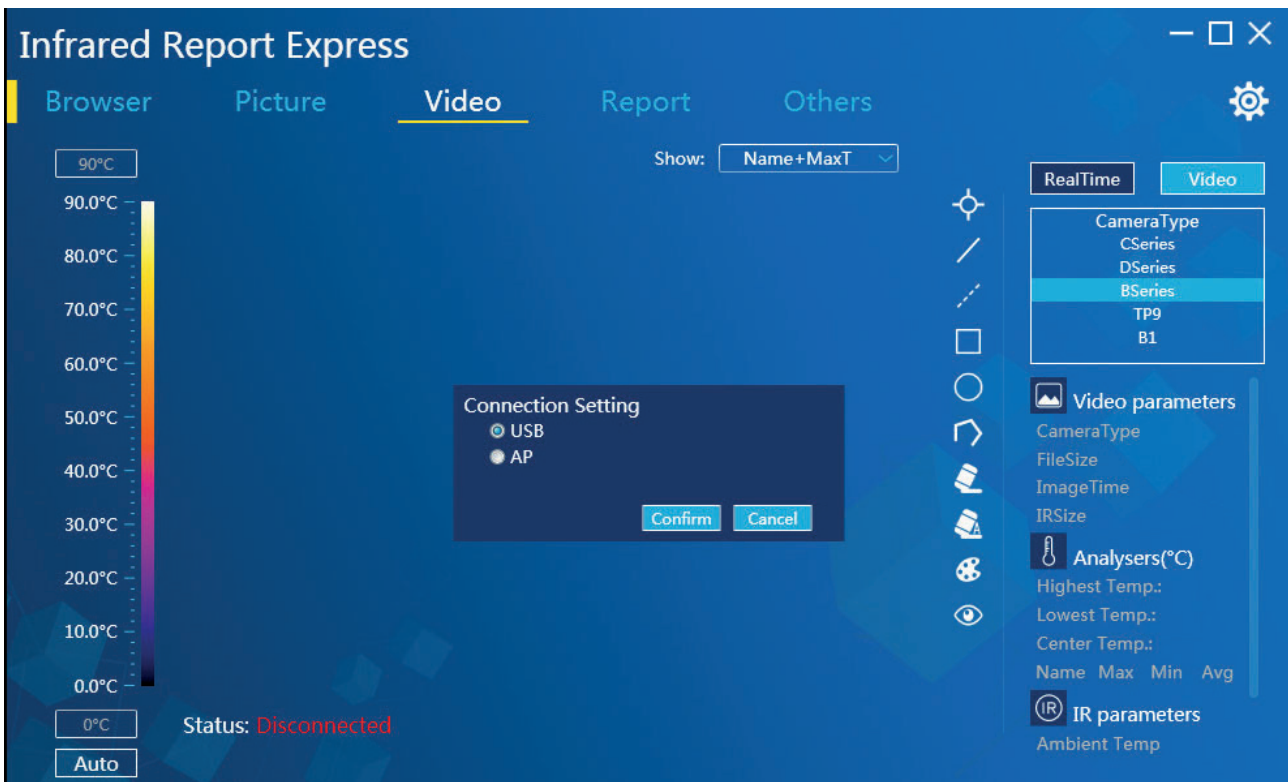 Infrared Report Express
Browser Picture Video Report Others
90°C
Show: Name+MaxT
90.0°C
80.0°C
70.0°C
60.0°C
50.0°C
40.0°C
30.0°C
20.0°C
10.0°C
0.0°C
0°C
Auto
Status: Disconnected
Connection Setting
USB
AP
Confirm Cancel
A
RealTime Video
CameraType
CSeries
DSeries
BSeries
TP9
B1
Video parameters
CameraType
FileSize
ImageTime
IRSize
Analysers(°C)
Highest Temp.:
Lowest Temp.:
Center Temp.:
Name Max Min Avg
IR IR parameters
Ambient Temp